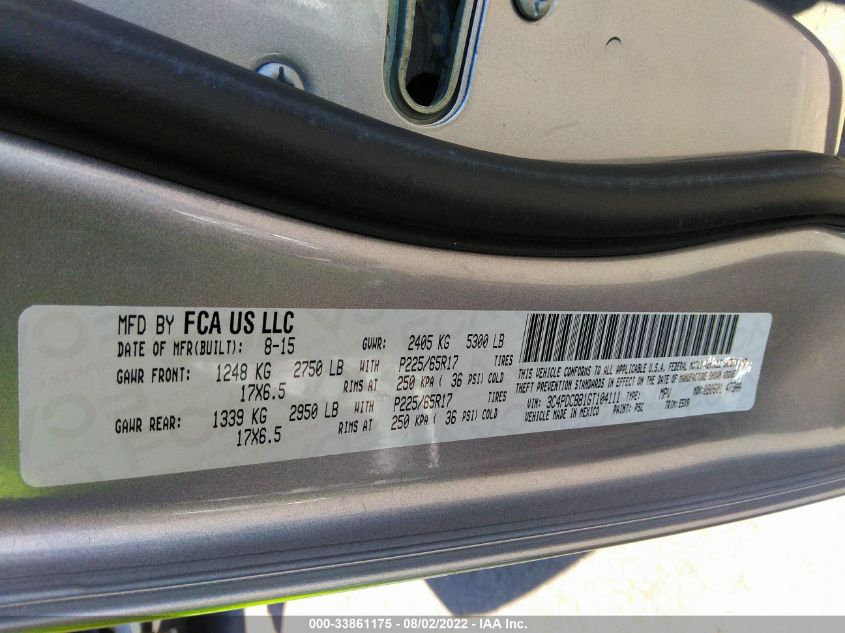 MFD BY FCA US LLC
DATE OF MFR(BUILT): 8-15 GVWR: 2405 KG 5300 LB
GAWR FRONT: 1248 KG 2750 LB WITH P225/65R17 TIRES
17X6.5 RIMS AT 250 KPA ( 36 PSI) COLD
GAWR REAR: 1339 KG 2950 LB WITH P225/65R17 TIRES
17X6.5 RIMS AT 250 KPA ( 36 PSI) COLD
THIS VEHICLE CONFORMS TO ALL APPLICABLE U.S.A. FEDERAL MOTOR
THEFT PREVENTION STANDARDS IN EFFECT ON THE DATE OF MANUFACTURE SHOWN ABOVE
VIN: 3C4PDCBB1GT104111 TYPE: MPV MDH:
VEHICLE MADE IN MEXICO PAINT: PSC TRIM:
000-33861175 - 08/02/2022 - IAA Inc.